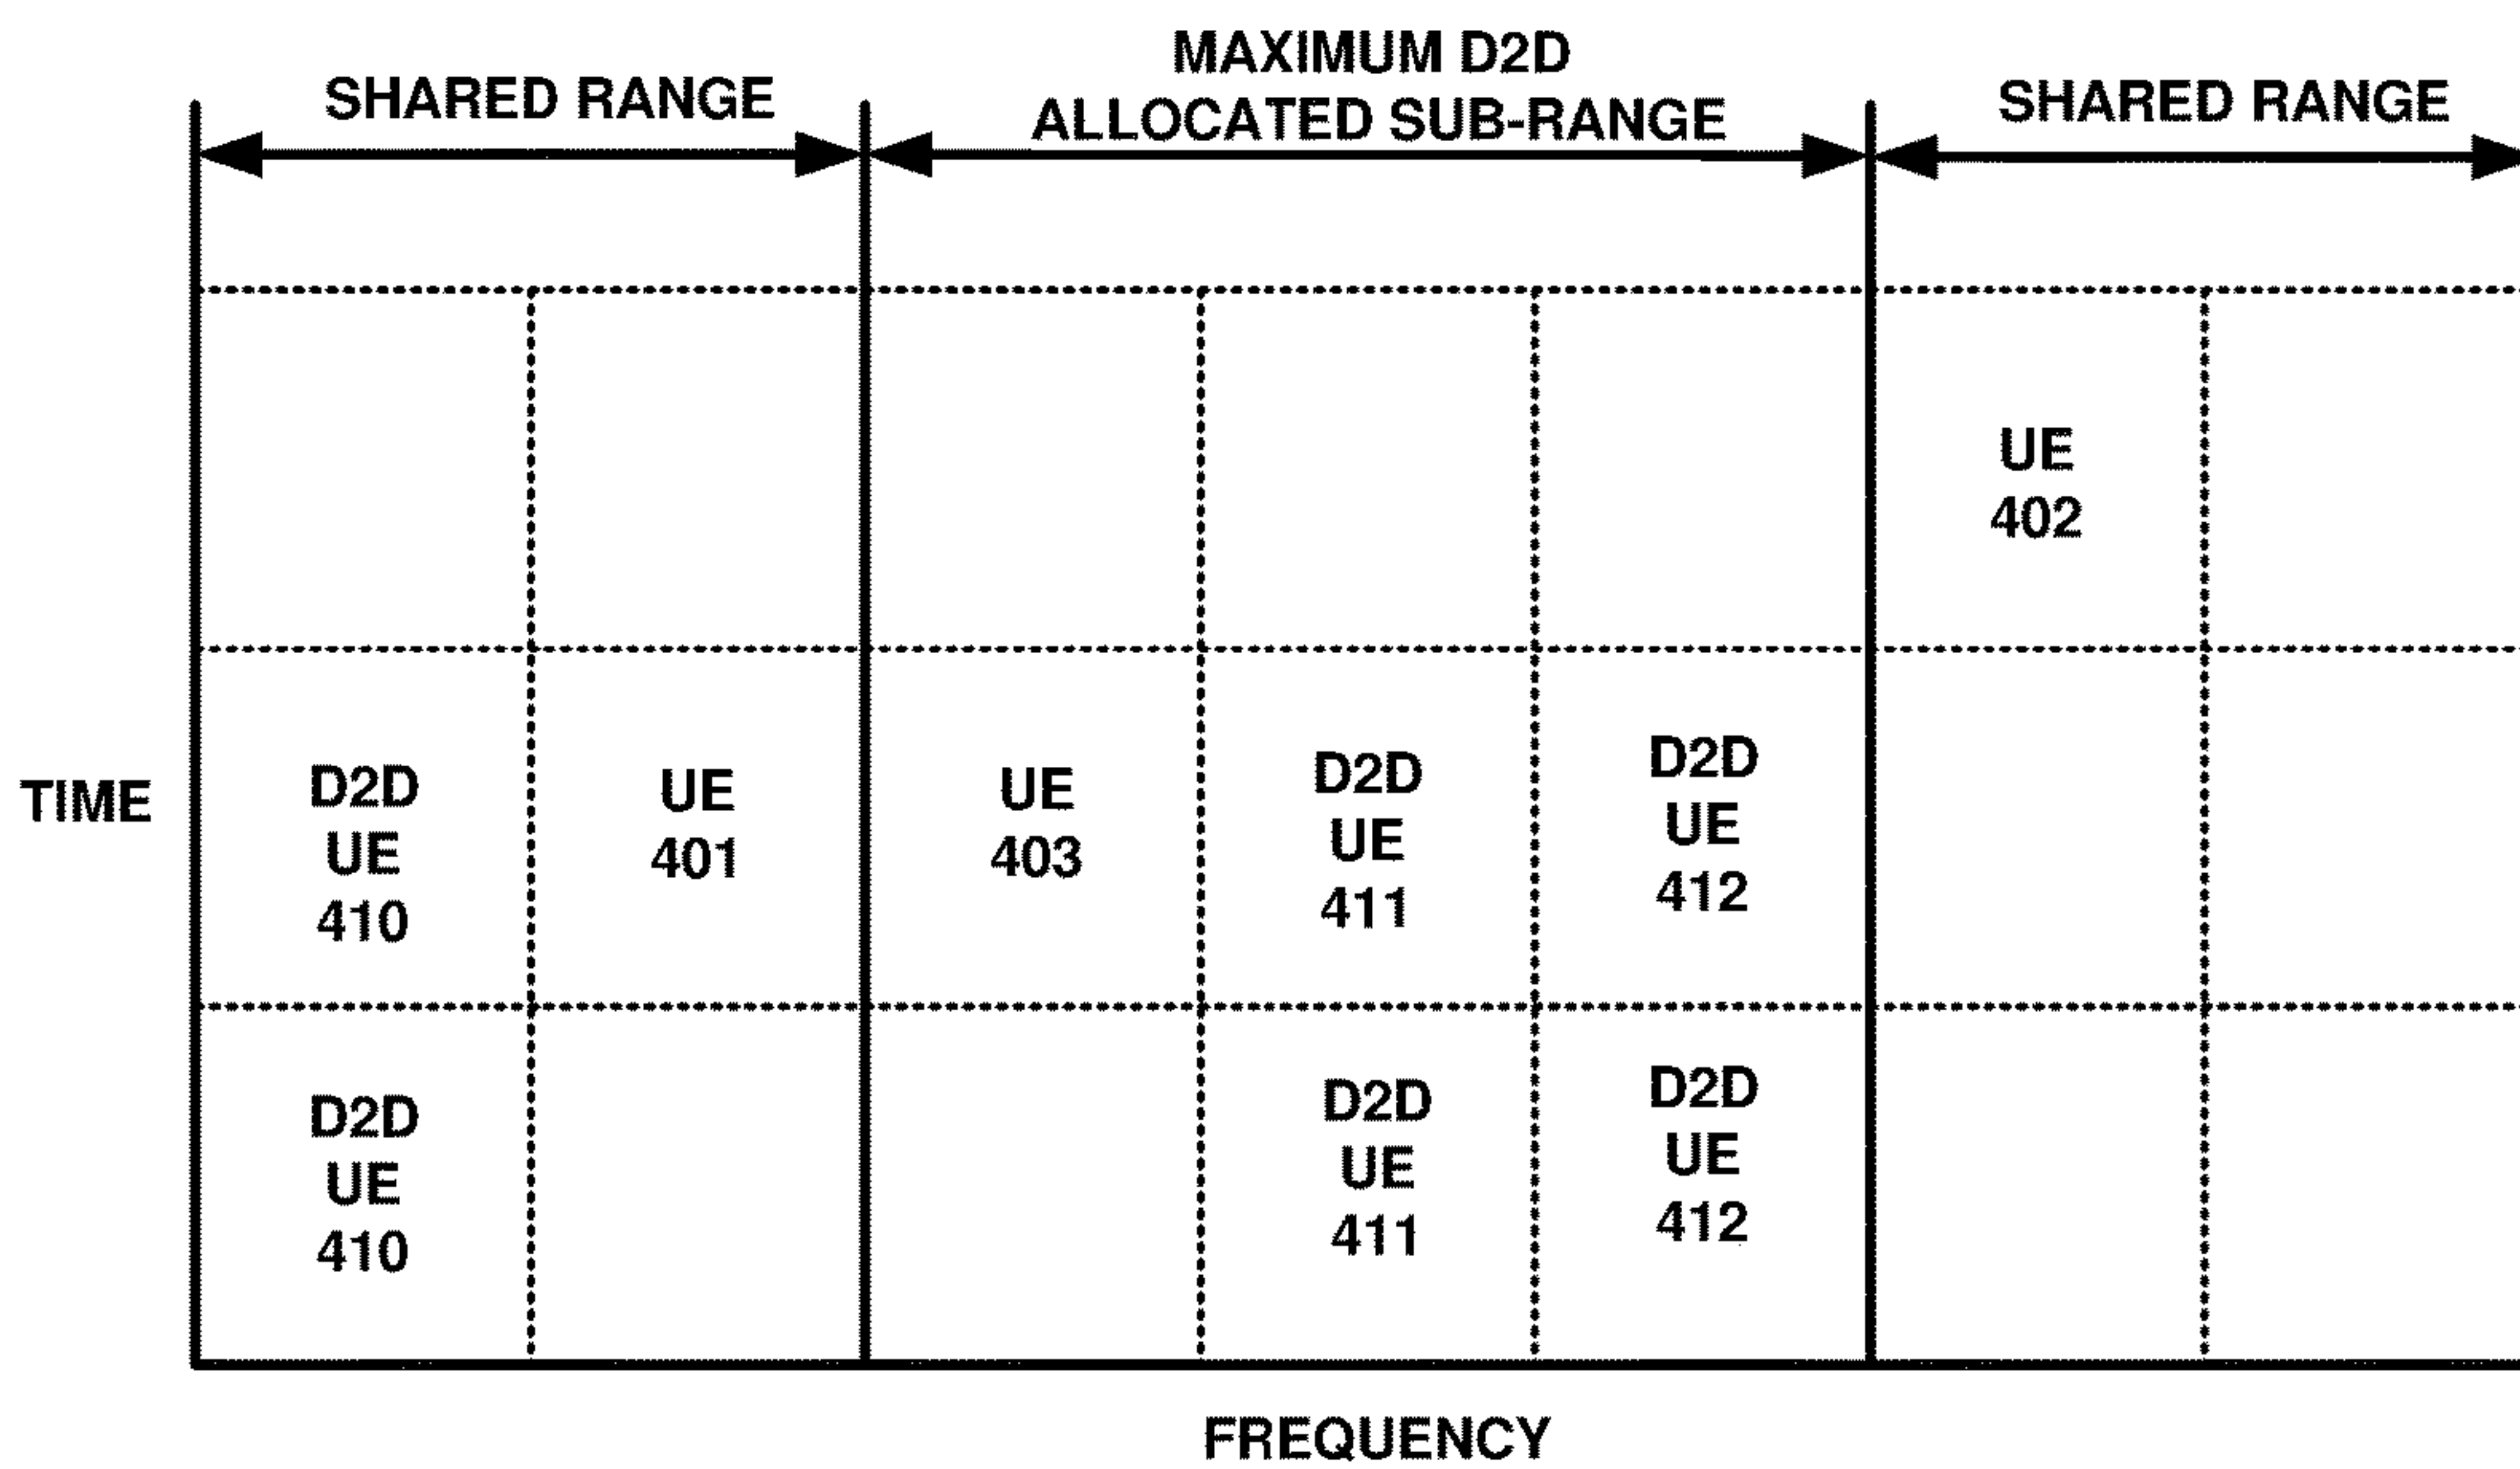 SHARED RANGE
MAXIMUM D2D
ALLOCATED SUB-RANGE
SHARED RANGE
UE
402
TIME
D2D
UE
410
UE
401
UE
403
D2D
UE
411
D2D
UE
412
D2D
UE
410
D2D
UE
411
D2D
UE
412
FREQUENCY